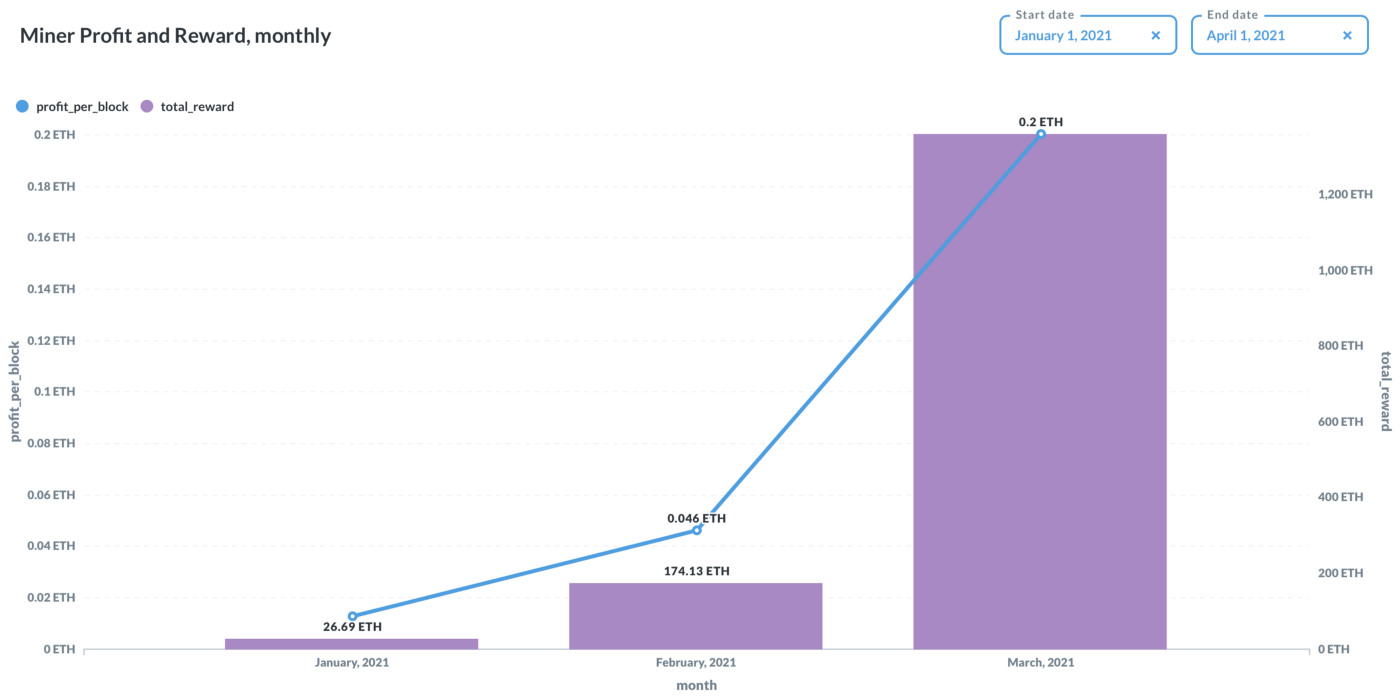 Miner Profit and Reward, monthly
Start date
January 1, 2021 ×
End date
April 1, 2021 ×
profit_per_block total_reward
0.2 ETH
0.18 ETH
0.16 ETH
0.14 ETH
0.12 ETH
0.1 ETH
0.08 ETH
0.06 ETH
0.04 ETH
0.02 ETH
0 ETH
profit_per_block
0.2 ETH
0.046 ETH
174.13 ETH
26.69 ETH
1,200 ETH
1,000 ETH
800 ETH
600 ETH
400 ETH
200 ETH
0 ETH
total_reward
January, 2021
February, 2021
March, 2021
month